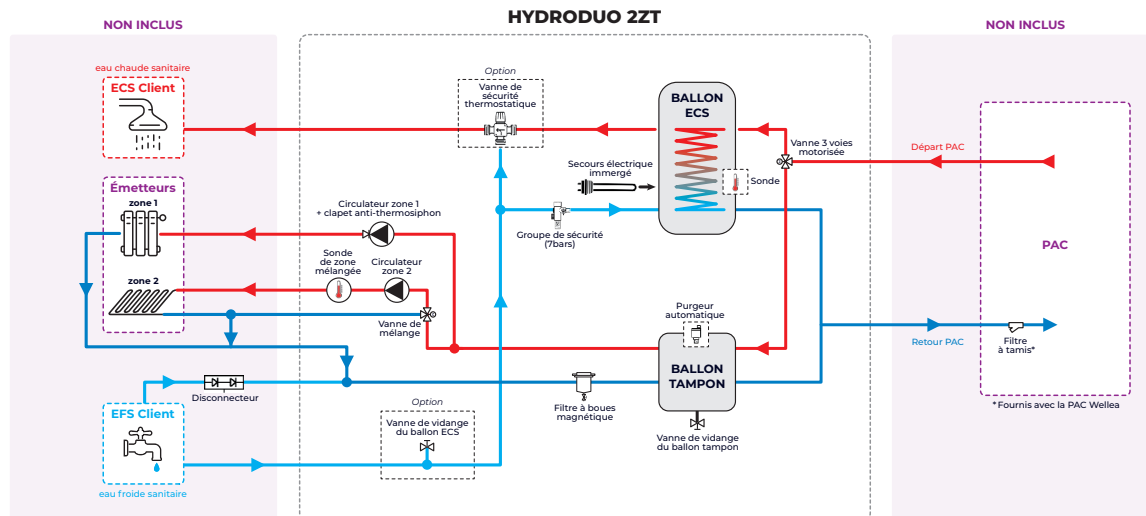 HYDRODUO 2ZT
NON INCLUS
NON INCLUS
eau chaude sanitaire
ECS Client
Option
Vanne de
sécurité
thermostatique
BALLON
ECS
Vanne 3 voies
motorisée
Départ PAC
Secours électrique
immergé
Sonde
Émetteurs
zone 1
Circulateur zone 1
+ clapet anti-thermosiphon
Groupe de sécurité
(7bars)
PAC
Sonde
de zone
mélangée
Circulateur
zone 2
zone 2
Vanne de
mélange
Purgeur
automatique
Retour PAC
Filtre
à tamis*
BALLON
TAMPON
Disconnecteur
Filtre à boues
magnétique
*Fournis avec la PAC Wellea
EFS Client
Option
Vanne de vidange
du ballon ECS
Vanne de vidange
du ballon tampon
eau froide sanitaire